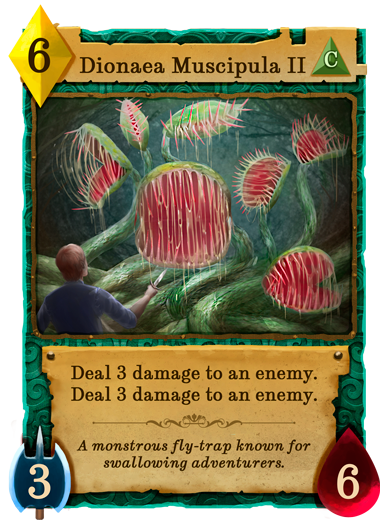 6
Dionaea Muscipula II
C
Deal 3 damage to an enemy.
Deal 3 damage to an enemy.
A monstrous fly-trap known for
swallowing adventurers.
3
6